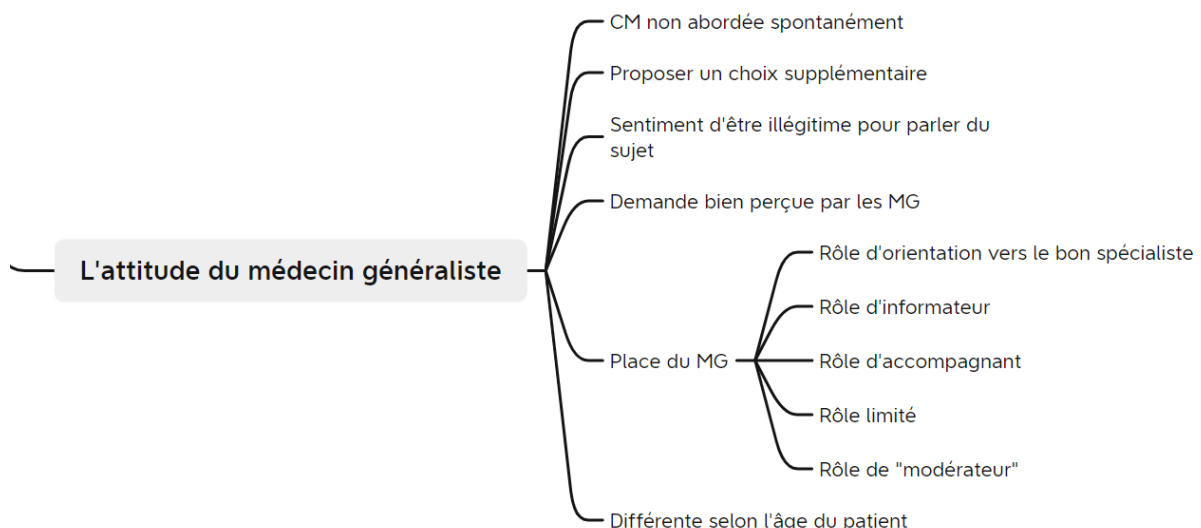 CM non abordée spontanément
Proposer un choix supplémentaire
Sentiment d'être illégitime pour parler du
sujet
Demande bien perçue par les MG
L'attitude du médecin généraliste
Place du MG
Rôle d'orientation vers le bon spécialiste
Rôle d'informateur
Rôle d'accompagnant
Rôle limité
Rôle de "modérateur"
Différente selon l'âge du patient